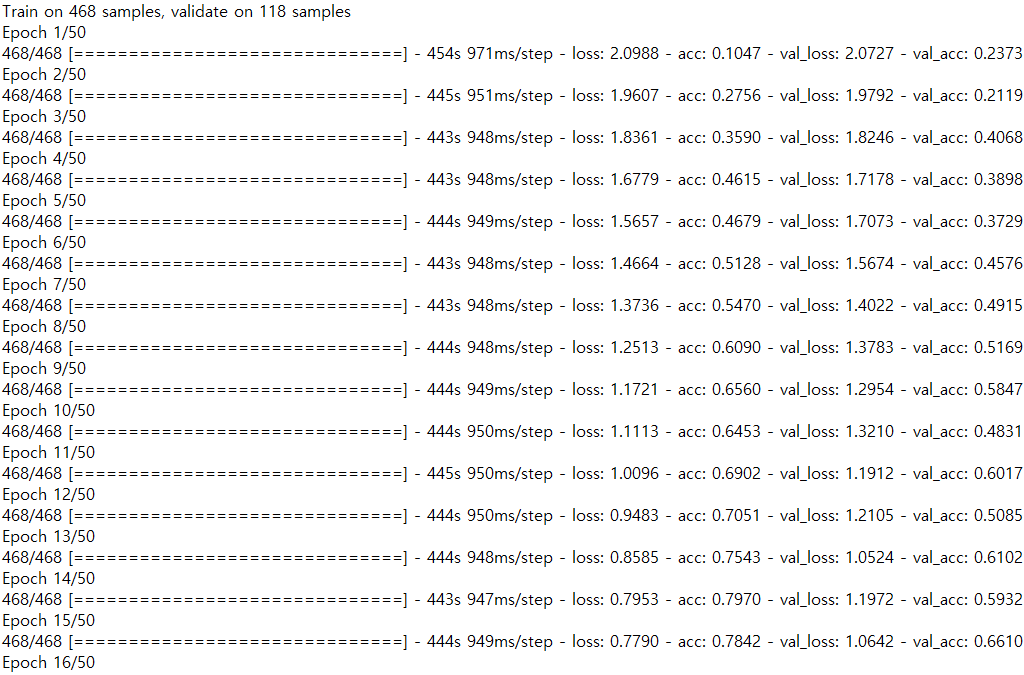 Train on 468 samples, validate on 118 samples
Epoch 1/50
468/468 [==============================] - 454s 971ms/step - loss: 2.0988 - acc: 0.1047 - val_loss: 2.0727 - val_acc: 0.2373
Epoch 2/50
468/468 [==============================] - 445s 951ms/step - loss: 1.9607 - acc: 0.2756 - val_loss: 1.9792 - val_acc: 0.2119
Epoch 3/50
468/468 [==============================] - 443s 948ms/step - loss: 1.8361 - acc: 0.3590 - val_loss: 1.8246 - val_acc: 0.4068
Epoch 4/50
468/468 [==============================] - 443s 948ms/step - loss: 1.6779 - acc: 0.4615 - val_loss: 1.7178 - val_acc: 0.3898
Epoch 5/50
468/468 [==============================] - 444s 949ms/step - loss: 1.5657 - acc: 0.4679 - val_loss: 1.7073 - val_acc: 0.3729
Epoch 6/50
468/468 [==============================] - 443s 948ms/step - loss: 1.4664 - acc: 0.5128 - val_loss: 1.5674 - val_acc: 0.4576
Epoch 7/50
468/468 [==============================] - 443s 948ms/step - loss: 1.3736 - acc: 0.5470 - val_loss: 1.4022 - val_acc: 0.4915
Epoch 8/50
468/468 [==============================] - 444s 948ms/step - loss: 1.2513 - acc: 0.6090 - val_loss: 1.3783 - val_acc: 0.5169
Epoch 9/50
468/468 [==============================] - 444s 949ms/step - loss: 1.1721 - acc: 0.6560 - val_loss: 1.2954 - val_acc: 0.5847
Epoch 10/50
468/468 [==============================] - 444s 950ms/step - loss: 1.1113 - acc: 0.6453 - val_loss: 1.3210 - val_acc: 0.4831
Epoch 11/50
468/468 [==============================] - 445s 950ms/step - loss: 1.0096 - acc: 0.6902 - val_loss: 1.1912 - val_acc: 0.6017
Epoch 12/50
468/468 [==============================] - 444s 950ms/step - loss: 0.9483 - acc: 0.7051 - val_loss: 1.2105 - val_acc: 0.5085
Epoch 13/50
468/468 [==============================] - 444s 948ms/step - loss: 0.8585 - acc: 0.7543 - val_loss: 1.0524 - val_acc: 0.6102
Epoch 14/50
468/468 [==============================] - 443s 947ms/step - loss: 0.7953 - acc: 0.7970 - val_loss: 1.1972 - val_acc: 0.5932
Epoch 15/50
468/468 [==============================] - 444s 949ms/step - loss: 0.7790 - acc: 0.7842 - val_loss: 1.0642 - val_acc: 0.6610
Epoch 16/50